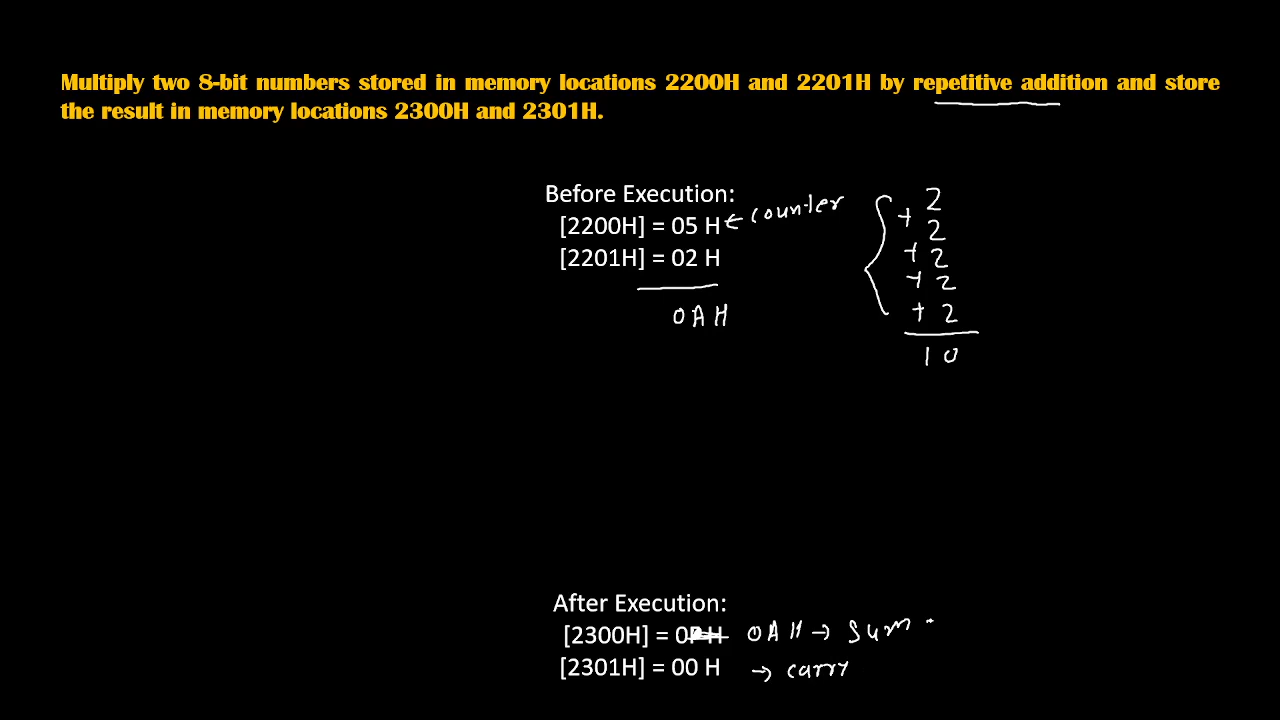 Multiply two 8-bit numbers stored in memory locations 2200H and 2201H by repetitive addition and store
the result in memory locations 2300H and 2301H.
Before Execution:
[2200H] = 05 H ← counter
[2201H] = 02 H
0AH
2
+ 2
+ 2
+ 2
+ 2
10
After Execution:
[2300H] = 0 0AH → sum
[2301H] = 00 H → carry